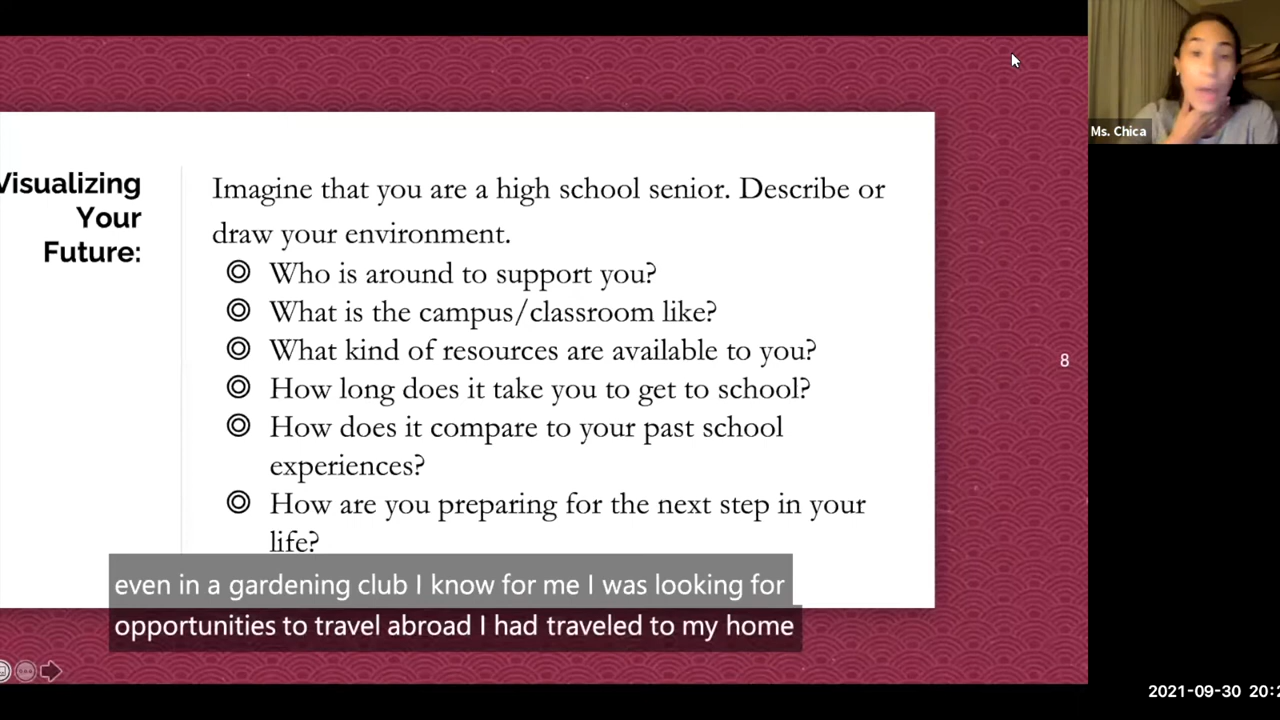 Ms. Chica
Visualizing
Your
Future:
Imagine that you are a high school senior. Describe or
draw your environment.
Who is around to support you?
What is the campus/classroom like?
What kind of resources are available to you?
How long does it take you to get to school?
How does it compare to your past school
experiences?
How are you preparing for the next step in your
life?
8
even in a gardening club I know for me I was looking for
opportunities to travel abroad I had traveled to my home
2021-09-30 20:2